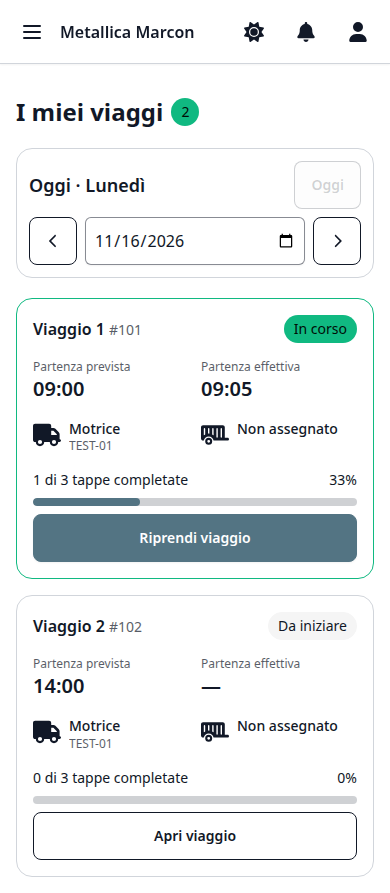 Metallica Marcon
I miei viaggi 2
Oggi · Lunedì
Oggi
11/16/2026
Viaggio 1 #101
In corso
Partenza prevista
Partenza effettiva
09:00
09:05
Motrice
TEST-01
Non assegnato
1 di 3 tappe completate
33%
Riprendi viaggio
Viaggio 2 #102
Da iniziare
Partenza prevista
Partenza effettiva
14:00
—
Motrice
TEST-01
Non assegnato
0 di 3 tappe completate
0%
Apri viaggio